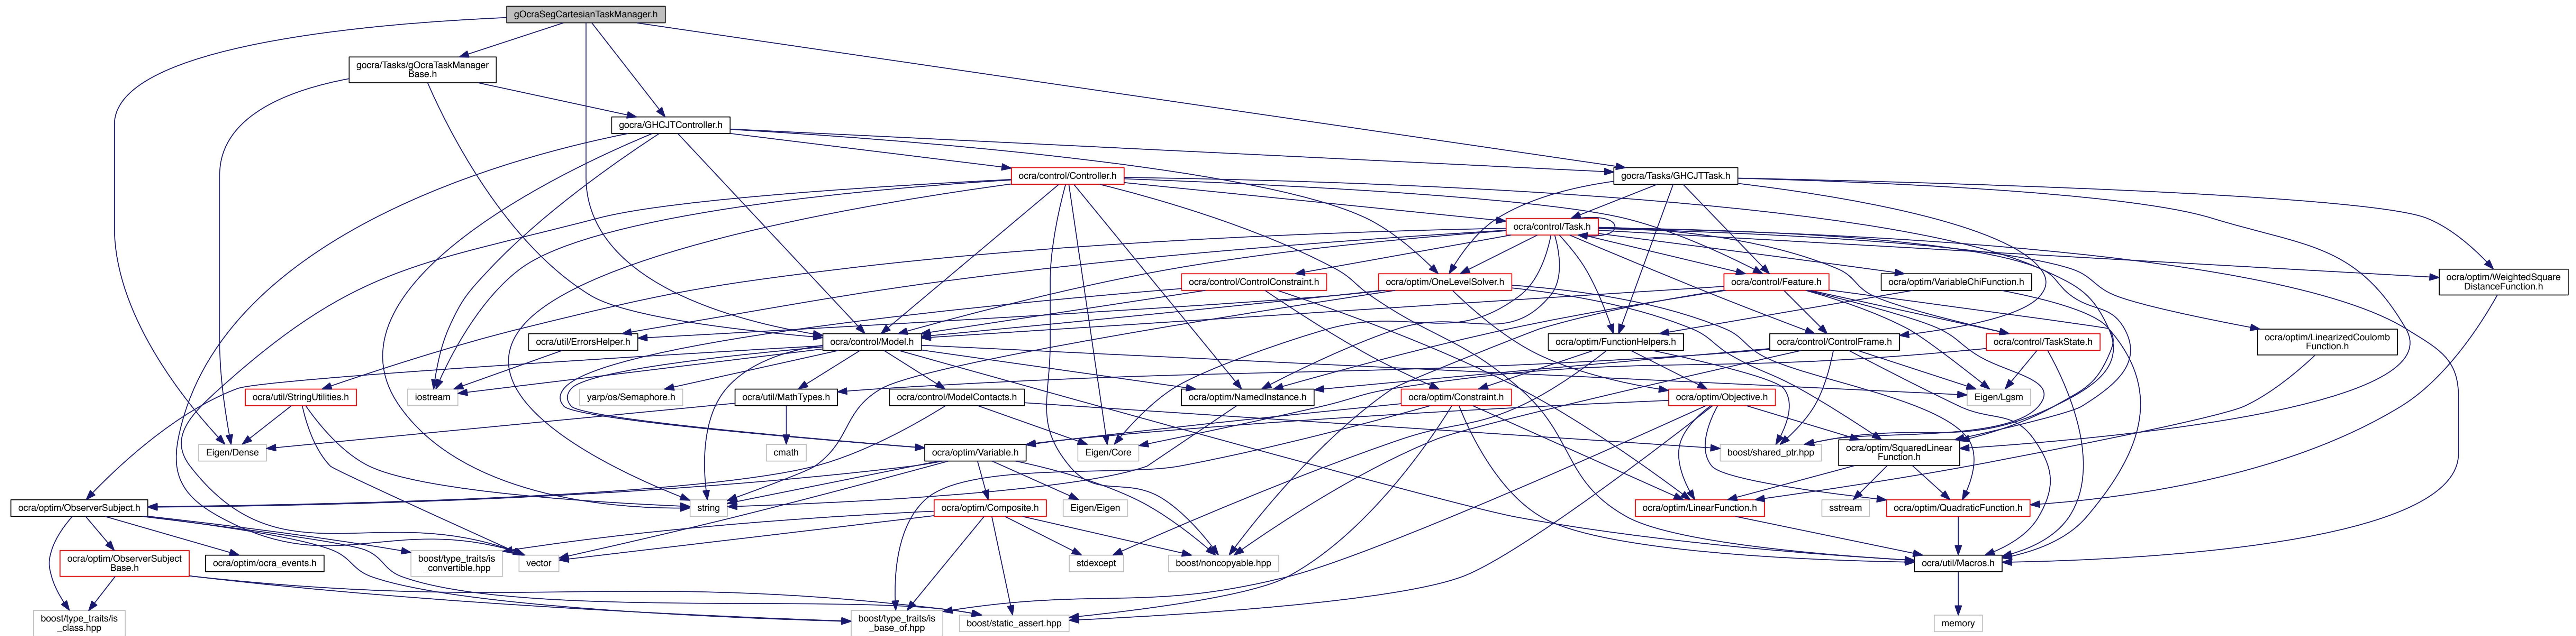 gOcraSegCartesianTaskManager.h
gocra/Tasks/gOcraTaskManager
Base.h
gocra/GHCJTController.h
ocra/control/Controller.h
gocra/Tasks/GHCJTTask.h
ocra/control/Task.h
ocra/control/ControlConstraint.h
ocra/optim/OneLevelSolver.h
ocra/control/Feature.h
ocra/optim/VariableChiFunction.h
ocra/optim/WeightedSquare
DistanceFunction.h
ocra/util/ErrorsHelper.h
ocra/control/Model.h
ocra/optim/FunctionHelpers.h
ocra/control/ControlFrame.h
ocra/control/TaskState.h
ocra/optim/LinearizedCoulomb
Function.h
ocra/util/StringUtilities.h
iostream
yarp/os/Semaphore.h
ocra/util/MathTypes.h
ocra/control/ModelContacts.h
ocra/optim/NamedInstance.h
ocra/optim/Constraint.h
ocra/optim/Objective.h
Eigen/Lgsm
Eigen/Dense
cmath
ocra/optim/Variable.h
Eigen/Core
boost/shared_ptr.hpp
ocra/optim/SquaredLinear
Function.h
ocra/optim/ObserverSubject.h
string
ocra/optim/Composite.h
Eigen/Eigen
ocra/optim/LinearFunction.h
sstream
ocra/optim/QuadraticFunction.h
ocra/optim/ObserverSubject
Base.h
ocra/optim/ocra_events.h
boost/type_traits/is
_convertible.hpp
vector
stdexcept
boost/noncopyable.hpp
ocra/util/Macros.h
boost/type_traits/is
_class.hpp
boost/type_traits/is
_base_of.hpp
boost/static_assert.hpp
memory